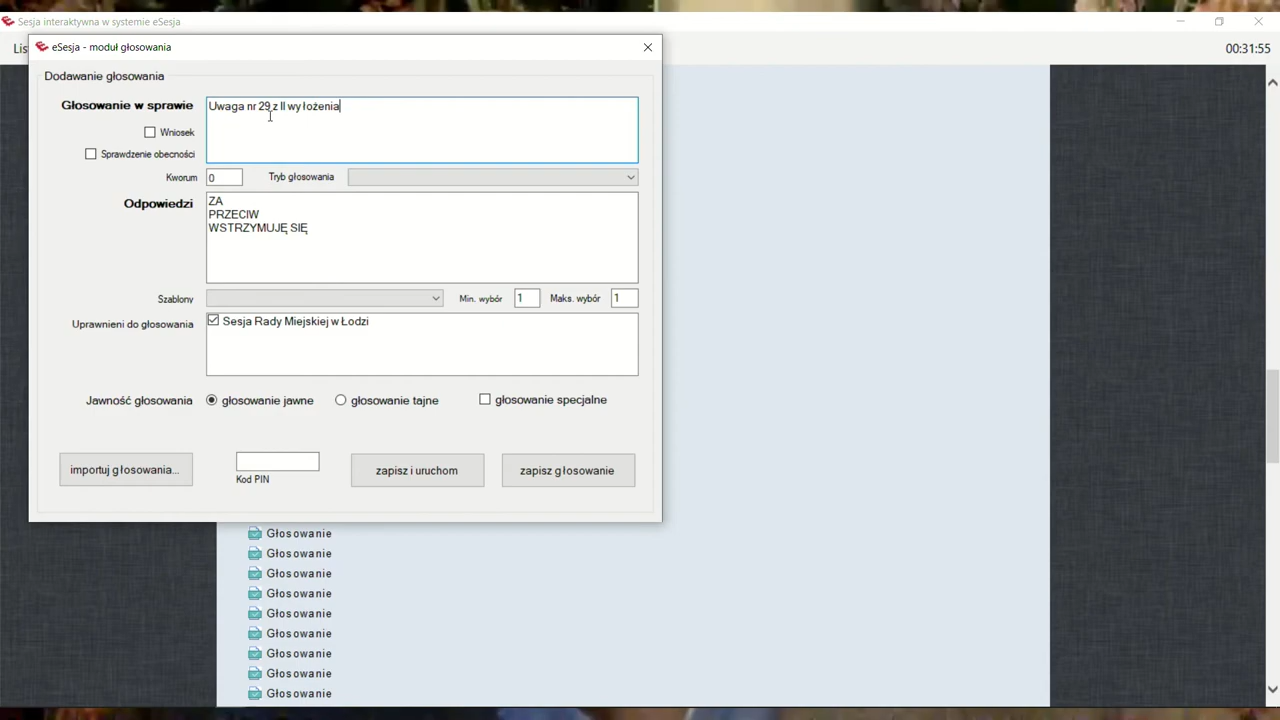 Sesja interaktywna w systemie eSesja
Lis
eSesja - moduł głosowania
00:31:55
Dodawanie głosowania
Głosowanie w sprawie
Uwaga nr 29 z II wyłożenia
Wniosek
Sprawdzenie obecności
Kworum
0
Tryb głosowania
Odpowiedzi
ZA
PRZECIW
WSTRZYMUJĘ SIĘ
Szablony
Min. wybór
1
Maks. wybór
1
Uprawnieni do głosowania
Sesja Rady Miejskiej w Łodzi
Jawność głosowania
głosowanie jawne
głosowanie tajne
głosowanie specjalne
importuj głosowania...
Kod PIN
zapisz i uruchom
zapisz głosowanie
Głosowanie
Głosowanie
Głosowanie
Głosowanie
Głosowanie
Głosowanie
Głosowanie
Głosowanie
Głosowanie